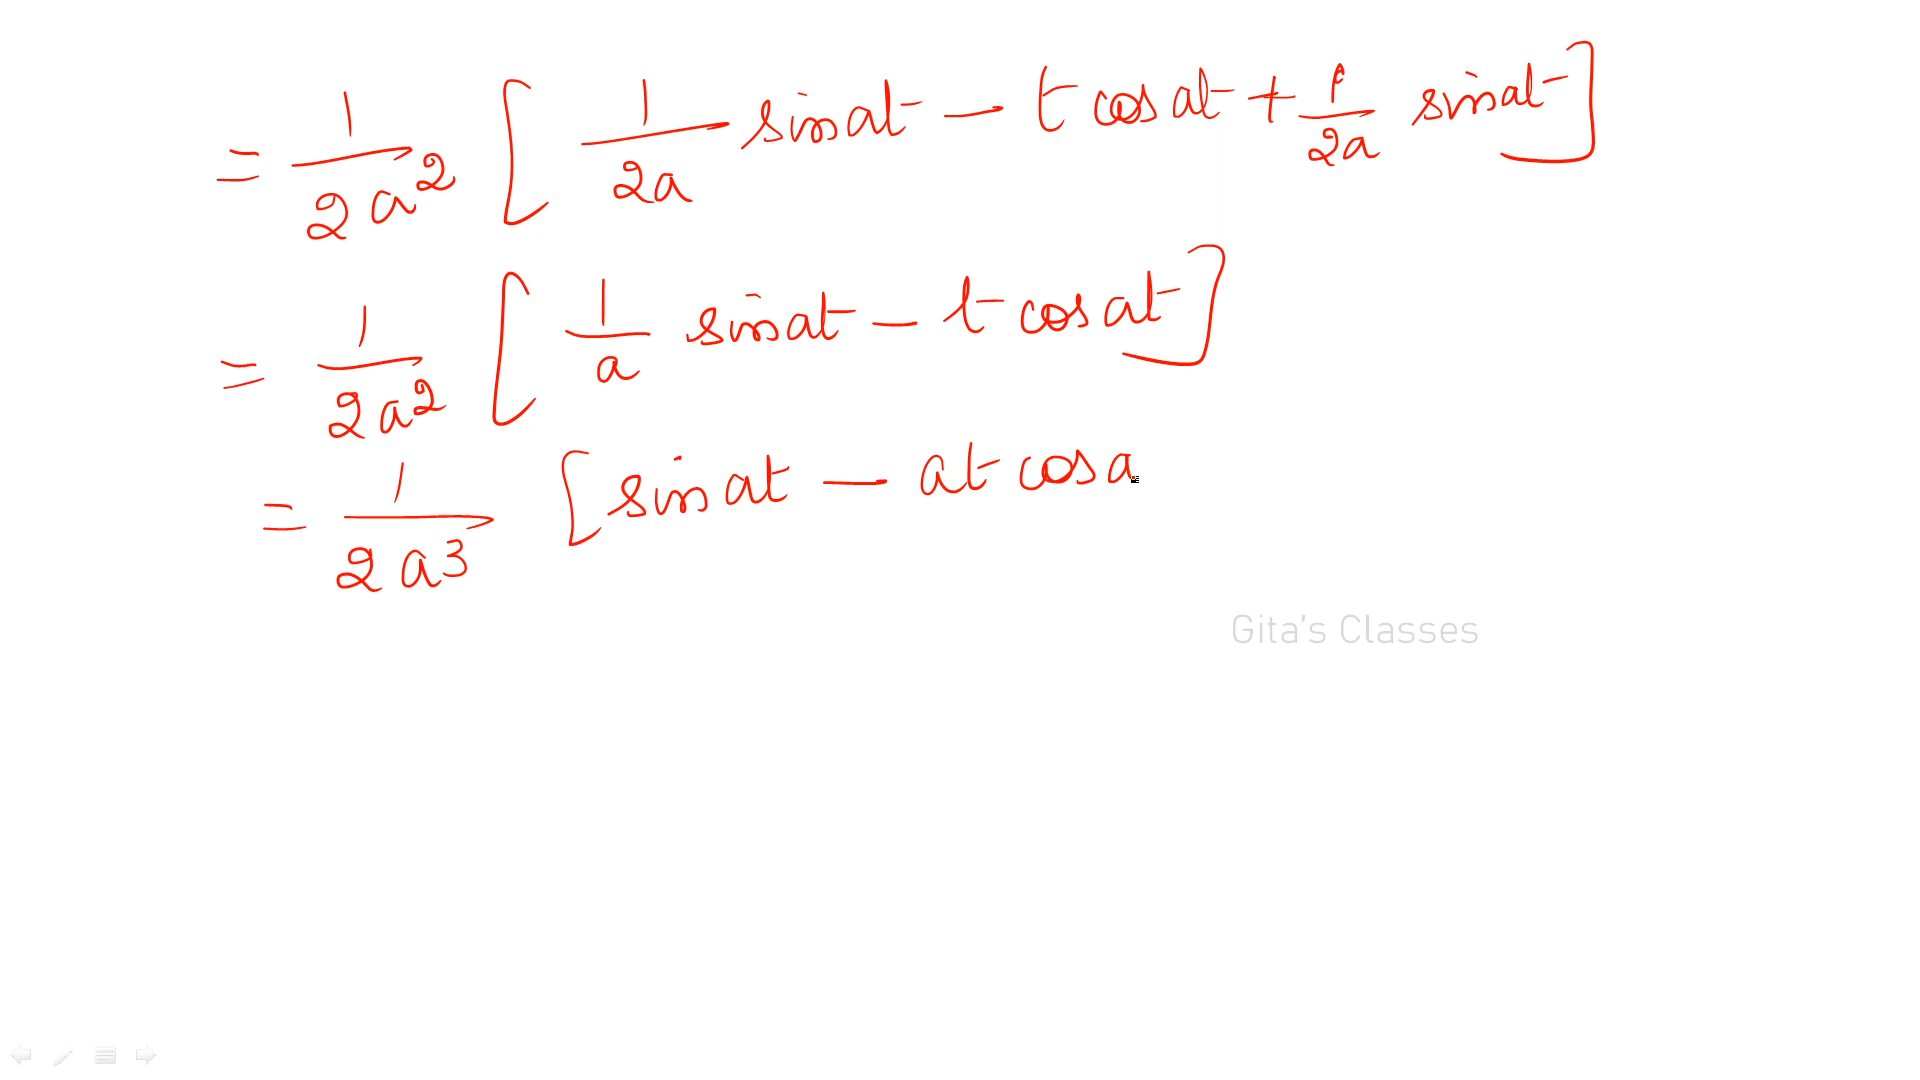 = 1/2a² [ 1/2a sin at - t cos at + 1/2a sin at ]
= 1/2a² [ 1/a sin at - t cos at ]
= 1/2a³ [ sin at - at cos a
Gita's Classes